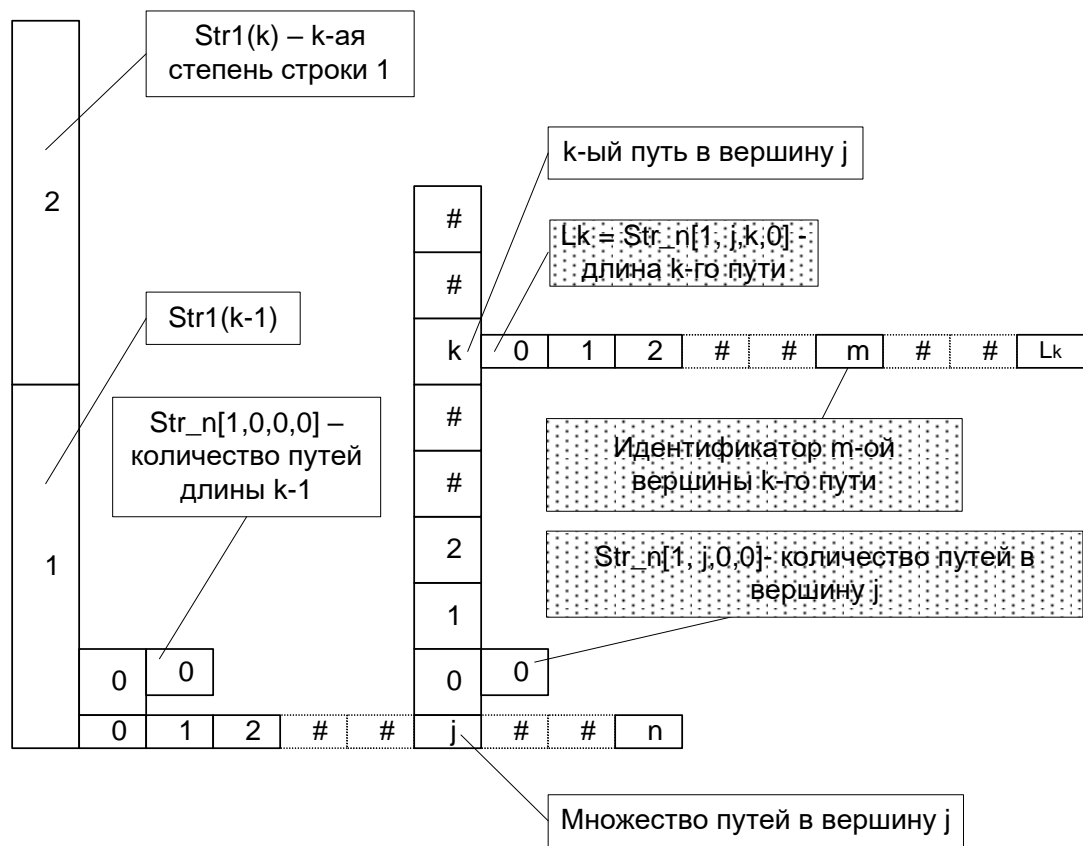 Str1(k) – k-ая
степень строки 1
2
k-ый путь в вершину j
#
Lk = Str_n[1, j,k,0] -
длина k-го пути
#
Str1(k-1)
k 0 1 2 # # m # # Lk
Str_n[1,0,0,0] –
количество путей
длины k-1
#
Идентификатор m-ой
вершины k-го пути
#
1
2
Str_n[1, j,0,0]- количество путей в
вершину j
1
0 0
0 0
0 1 2 # # j # # n
Множество путей в вершину j